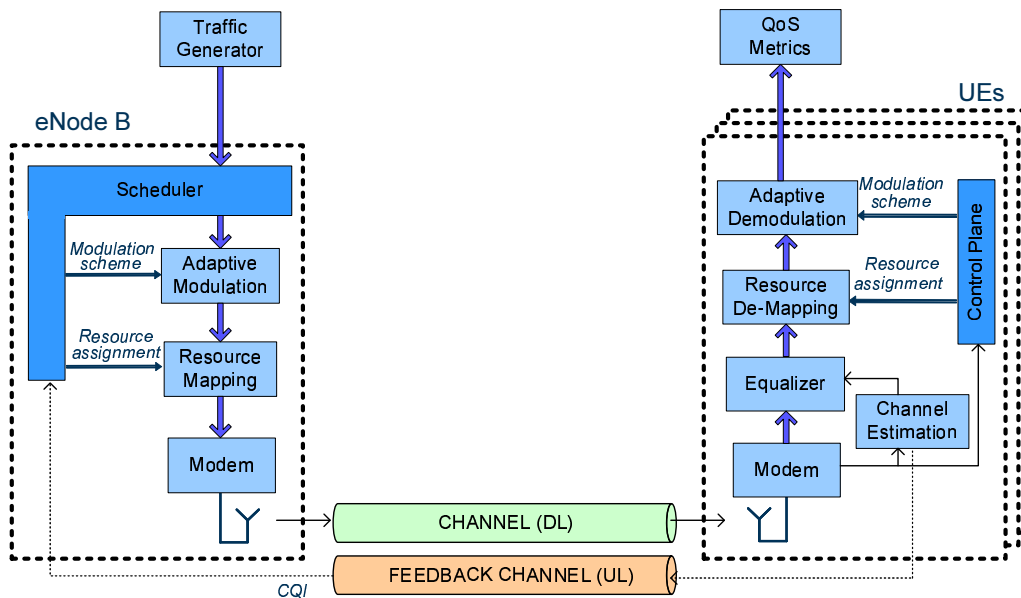 Traffic
Generator
eNode B
Scheduler
Modulation
scheme
Adaptive
Modulation
Resource
assignment
Resource
Mapping
Modem
CHANNEL (DL)
FEEDBACK CHANNEL (UL)
CQI
QoS
Metrics
UEs
Adaptive
Demodulation
Modulation
scheme
Control Plane
Resource
De-Mapping
Resource
assignment
Equalizer
Channel
Estimation
Modem